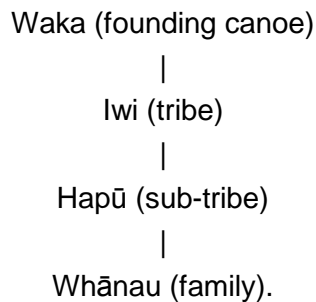 Waka (founding canoe)
|
Iwi (tribe)
|
Hapū (sub-tribe)
|
Whānau (family).